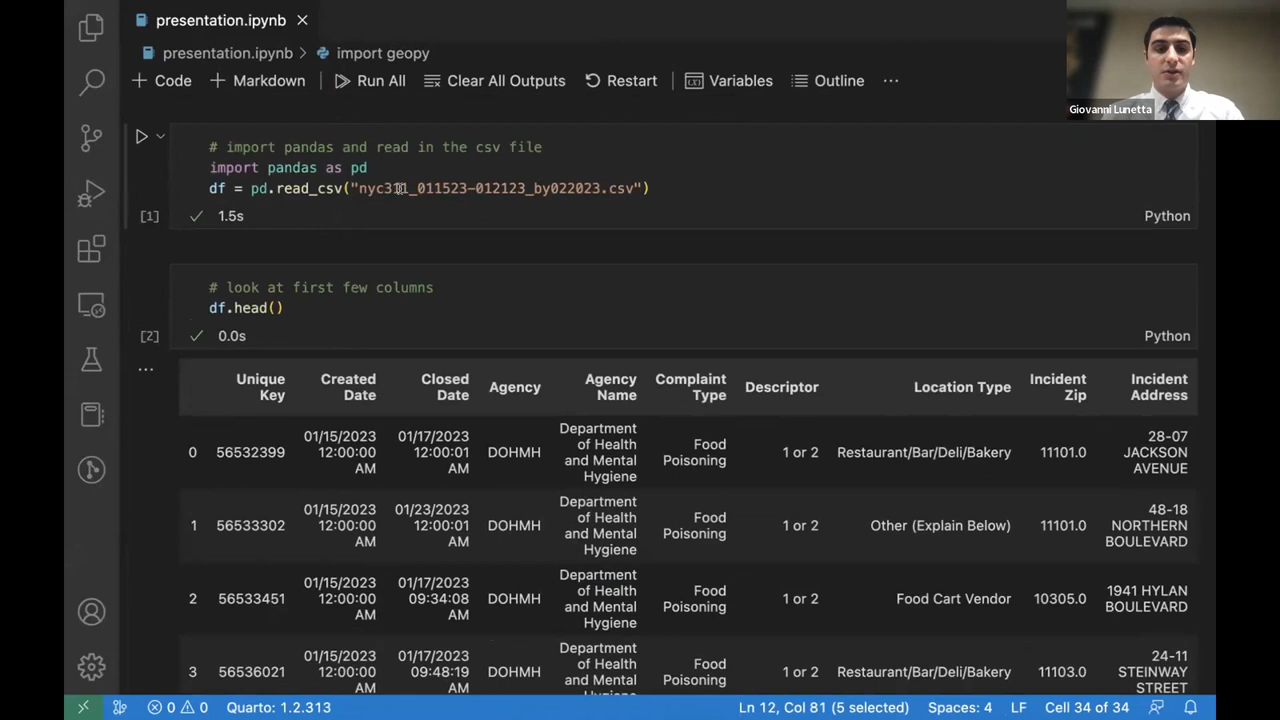 presentation.ipynb
Giovanni Lunetta
presentation.ipynb > import geopy
+ Code + Markdown Run All Clear All Outputs Restart Variables Outline ...
# import pandas and read in the csv file
import pandas as pd
df = pd.read_csv("nyc311_011523-012123_by022023.csv")
[1] 1.5s Python
# look at first few columns
df.head()
[2] 0.0s Python
Unique Key Created Date Closed Date Agency Agency Name Complaint Type Descriptor Location Type Incident Zip Incident Address
0 56532399 01/15/2023 12:00:00 AM 01/17/2023 12:00:01 AM DOHMH Department of Health and Mental Hygiene Food Poisoning 1 or 2 Restaurant/Bar/Deli/Bakery 11101.0 28-07 JACKSON AVENUE
1 56533302 01/15/2023 12:00:00 AM 01/23/2023 12:00:01 AM DOHMH Department of Health and Mental Hygiene Food Poisoning 1 or 2 Other (Explain Below) 11101.0 48-18 NORTHERN BOULEVARD
2 56533451 01/15/2023 12:00:00 AM 01/17/2023 09:34:08 AM DOHMH Department of Health and Mental Hygiene Food Poisoning 1 or 2 Food Cart Vendor 10305.0 1941 HYLAN BOULEVARD
3 56536021 01/15/2023 12:00:00 AM 01/17/2023 09:48:19 AM DOHMH Department of Health and Mental Hygiene Food Poisoning 1 or 2 Restaurant/Bar/Deli/Bakery 11103.0 24-11 STEINWAY STREET
0 0 Quarto: 1.2.313 Ln 12, Col 81 (5 selected) Spaces: 4 LF Cell 34 of 34